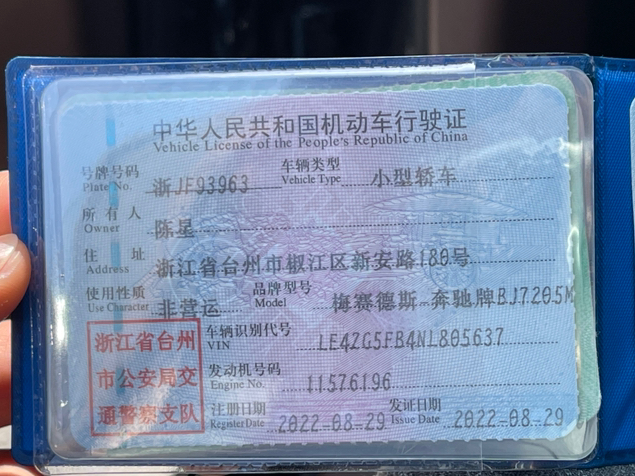 中华人民共和国机动车行驶证
Vehicle License of the People's Republic of China
号牌号码 浙JF93963 车辆类型 小型轿车
Plate No. Vehicle Type
所有人 陈星
Owner
住址 浙江省台州市椒江区新安路180号
Address
使用性质 非营运 品牌型号 梅赛德斯-奔驰牌BJ7205M
Use Character Model
浙江省台州
市公安局交
通警察支队
车辆识别代号 LE4ZG5FB4NL805637
VIN
发动机号码 11576196
Engine No.
注册日期 2022-08-29 发证日期 2022-08-29
Register Date Issue Date